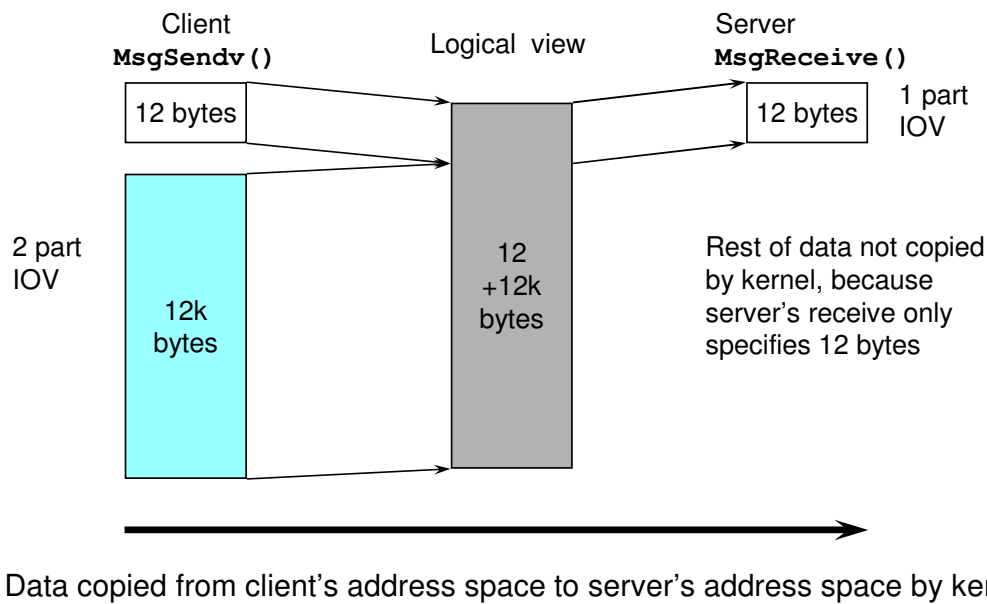 Client
MsgSendv()
Logical view
Server
MsgReceive()
12 bytes
12 bytes
1 part
IOV
2 part
IOV
12k
bytes
12
+12k
bytes
Rest of data not copied
by kernel, because
server's receive only
specifies 12 bytes
Data copied from client's address space to server's address space by